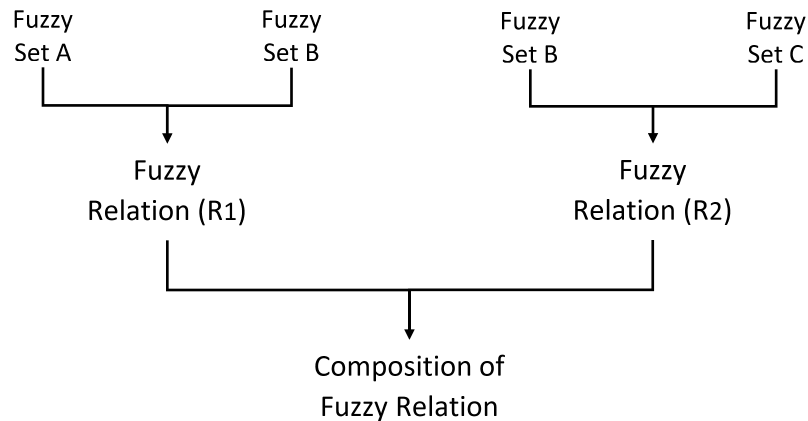 Fuzzy
Set A
Fuzzy
Set B
Fuzzy
Set B
Fuzzy
Set C
Fuzzy
Relation (R1)
Fuzzy
Relation (R2)
Composition of
Fuzzy Relation